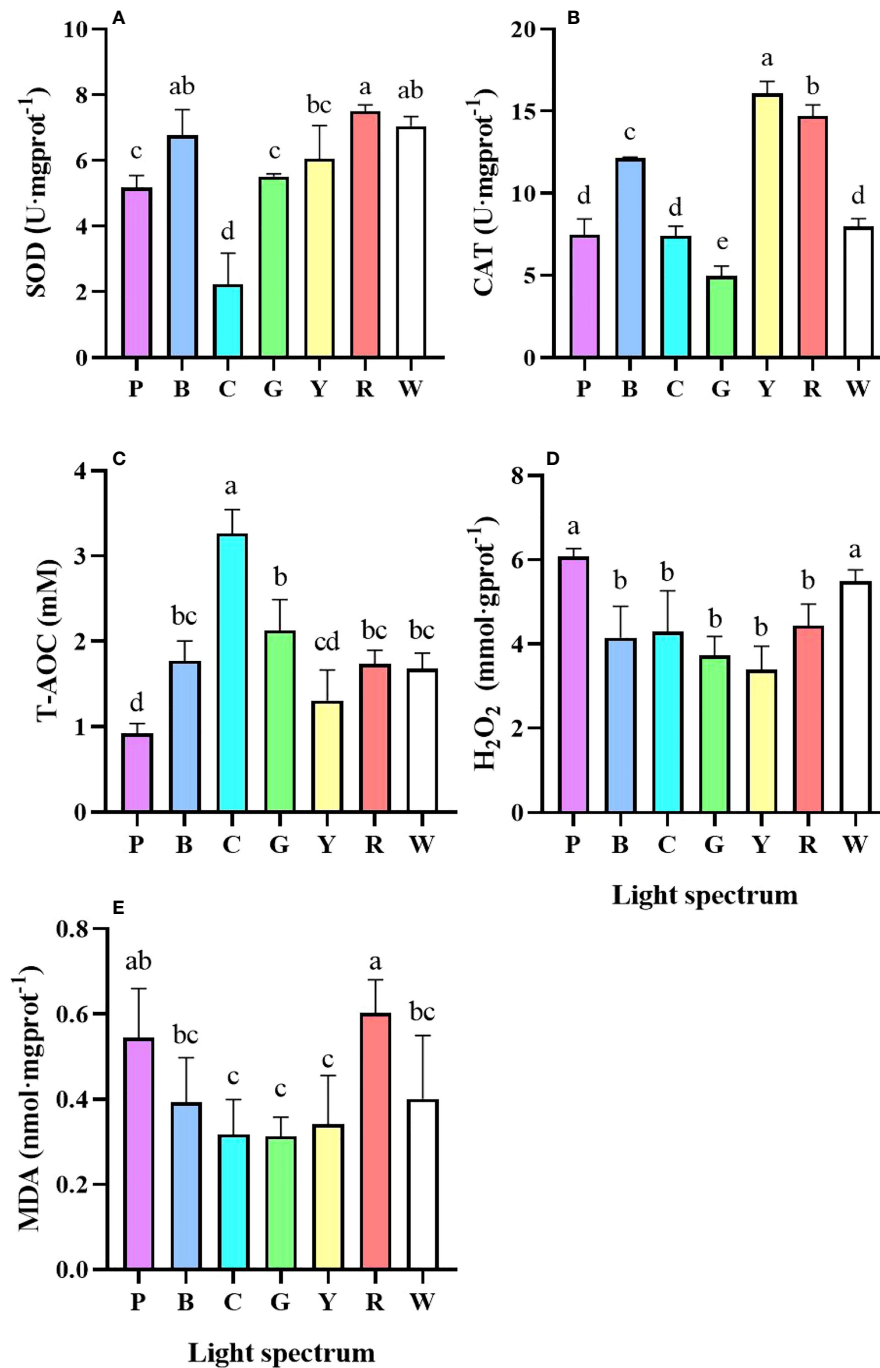 A
SOD (U·mgprot⁻¹)
10
8
6
4
2
0
c
ab
d
c
bc
a
ab
P B C G Y R W
B
CAT (U·mgprot⁻¹)
20
15
10
5
0
d
c
d
e
a
b
d
P B C G Y R W
C
T-AOC (mM)
4
3
2
1
0
d
bc
a
b
cd
bc
bc
P B C G Y R W
D
H₂O₂ (mmol·gprot⁻¹)
8
6
4
2
0
a
b
b
b
b
b
a
P B C G Y R W
Light spectrum
E
MDA (nmol·mgprot⁻¹)
0.8
0.6
0.4
0.2
0.0
ab
bc
c
c
c
a
bc
P B C G Y R W
Light spectrum